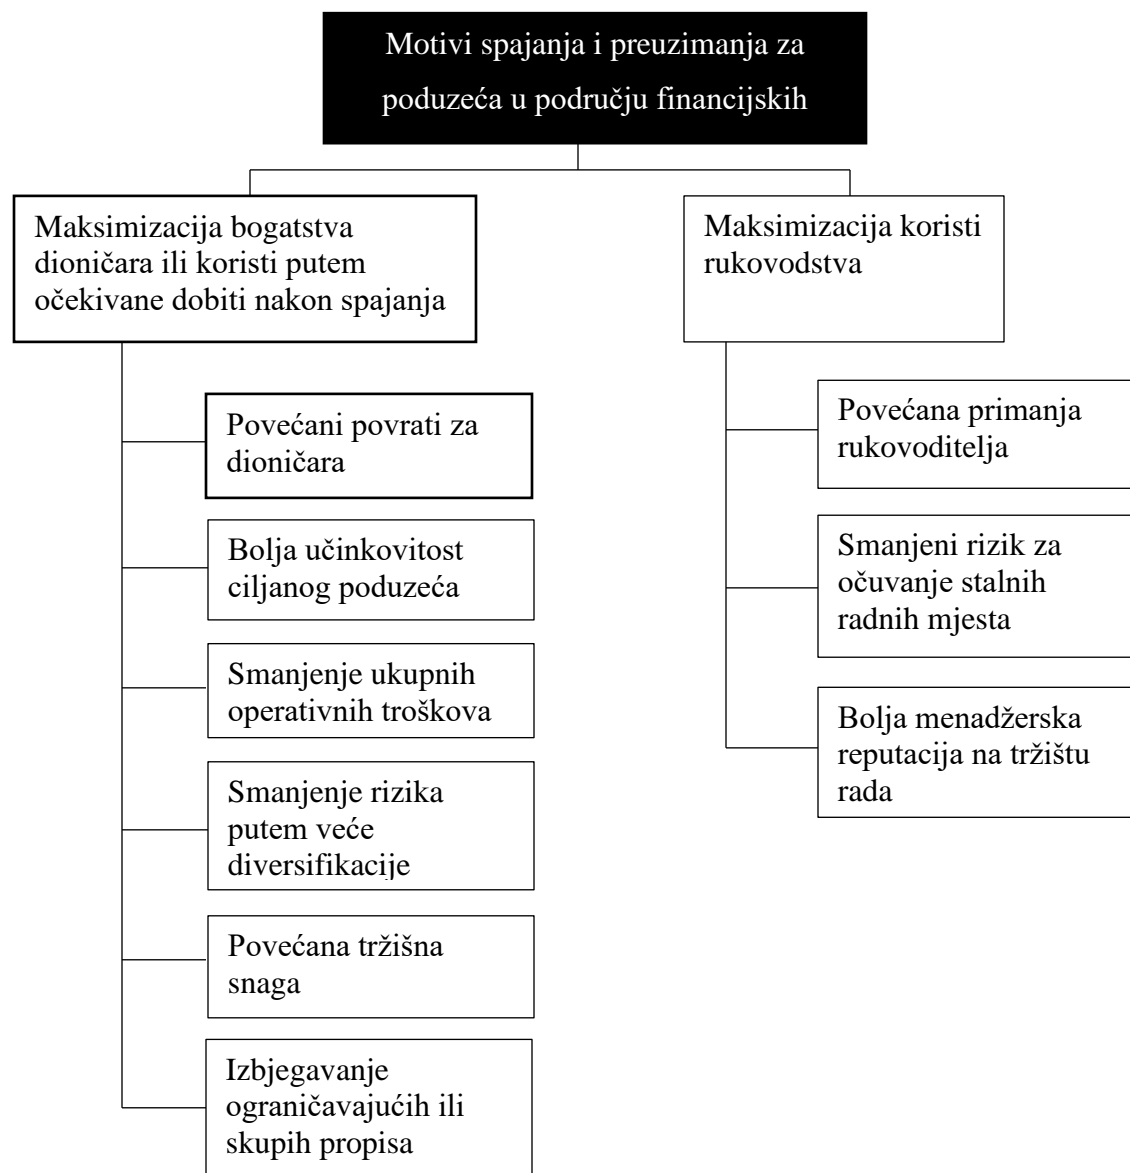 Motivi spajanja i preuzimanja za
poduzeća u području financijskih
Maksimizacija bogatstva
dioničara ili koristi putem
očekivane dobiti nakon spajanja
Povećani povrati za
dioničara
Bolja učinkovitost
ciljanog poduzeća
Smanjenje ukupnih
operativnih troškova
Smanjenje rizika
putem veće
diversifikacije
Povećana tržišna
snaga
Izbjegavanje
ograničavajućih ili
skupih propisa
Maksimizacija koristi
rukovodstva
Povećana primanja
rukovoditelja
Smanjeni rizik za
očuvanje stalnih
radnih mjesta
Bolja menadžerska
reputacija na tržištu
rada